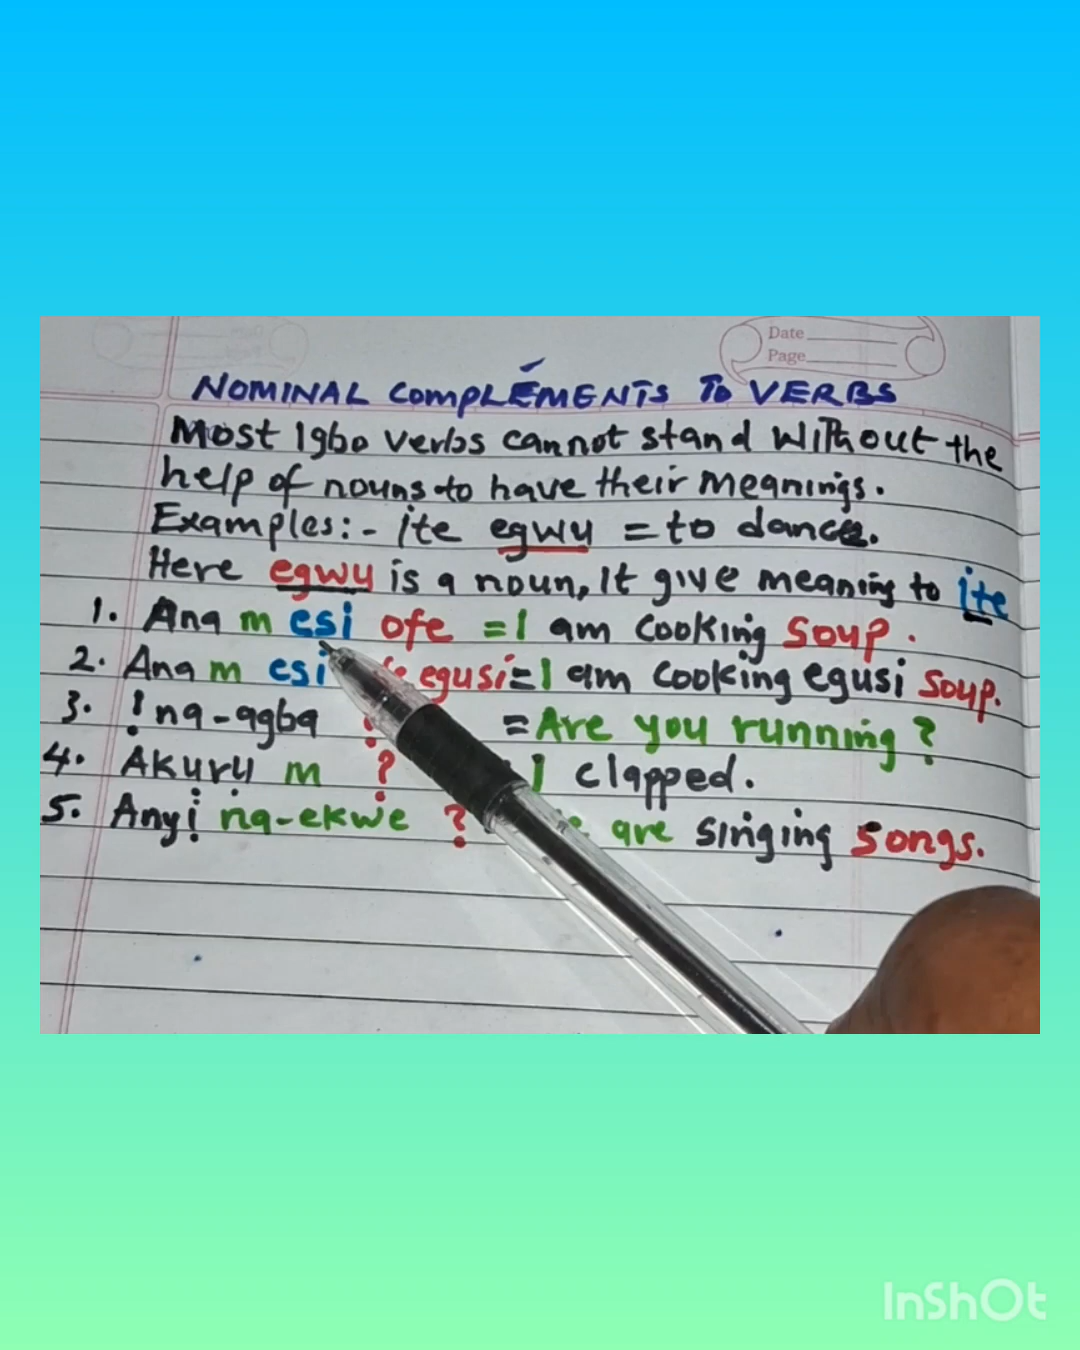 Date
Page
NOMINAL COMPLÉMENTS TO VERBS
Most Igbo verbs cannot stand without the
help of nouns to have their meanings.
Examples:- ite egwu = to dance.
Here egwu is a noun, It give meaning to ite
1. Ana m esi ofe = I am cooking soup.
2. Ana m esi egusi = I am cooking egusi soup.
3. Ị na-agba = Are you running?
4. Akụrụ m ? I clapped.
5. Anyị na-ekwe ? are singing songs.
InShOt